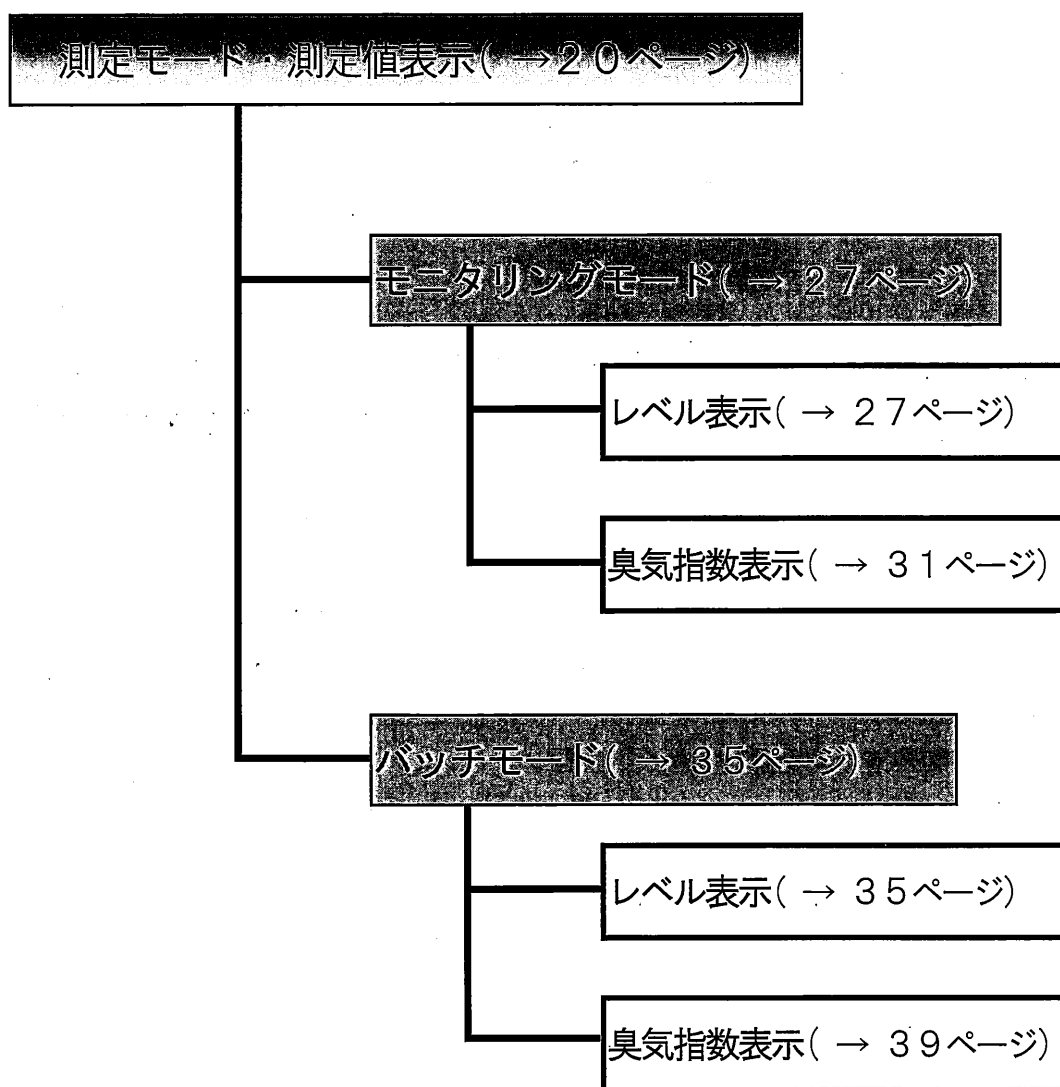 測定モード・測定値表示( →２０ページ)
モニタリングモード( → ２７ページ)
レベル表示( → ２７ページ)
臭気指数表示( → ３１ページ)
バッチモード( → ３５ページ)
レベル表示( → ３５ページ)
臭気指数表示( → ３９ページ)